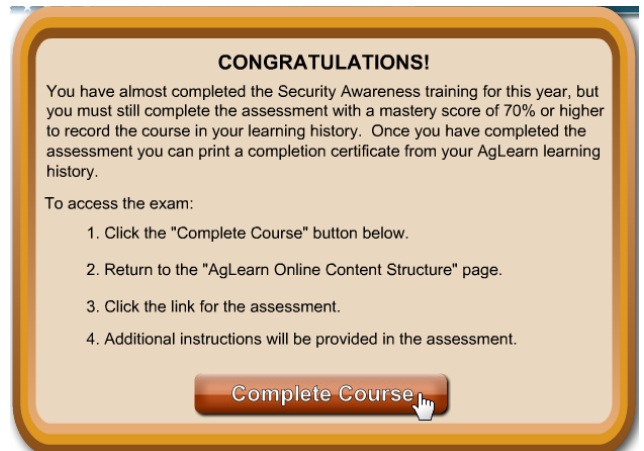 CONGRATULATIONS!
You have almost completed the Security Awareness training for this year, but
you must still complete the assessment with a mastery score of 70% or higher
to record the course in your learning history.  Once you have completed the
assessment you can print a completion certificate from your AgLearn learning
history.
To access the exam:
1. Click the "Complete Course" button below.
2. Return to the "AgLearn Online Content Structure" page.
3. Click the link for the assessment.
4. Additional instructions will be provided in the assessment.
Complete Course